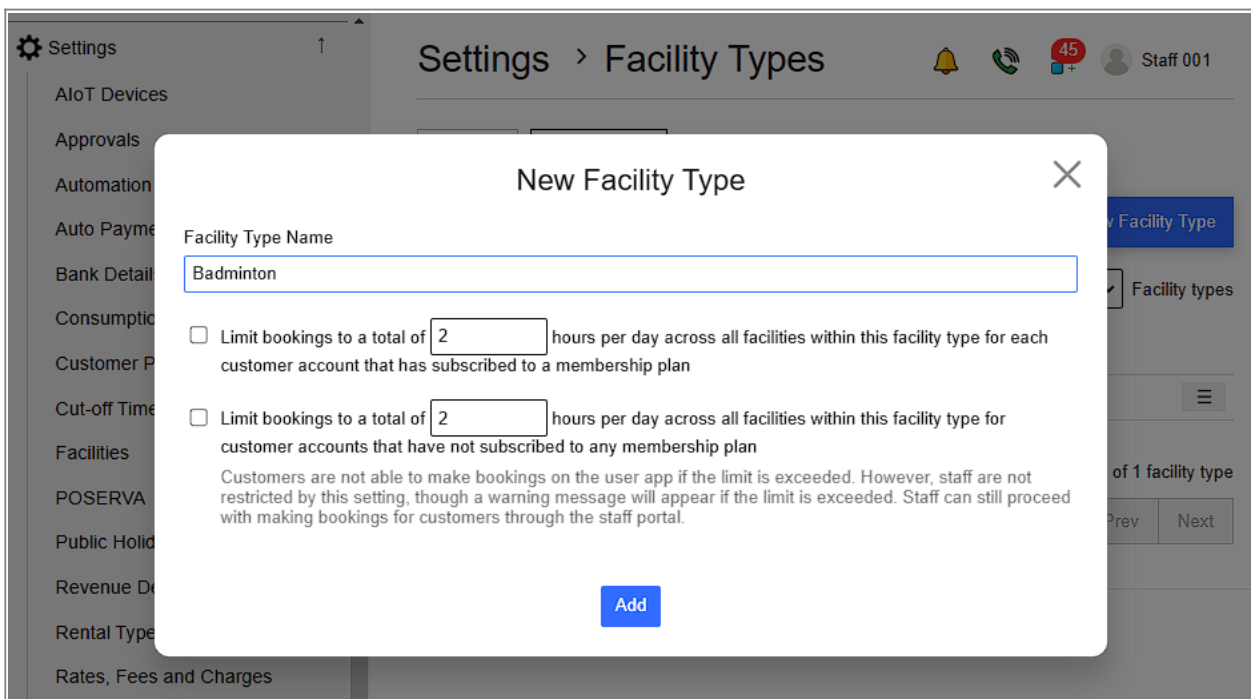 Settings ↑
Settings > Facility Types
45
Staff 001
AIoT Devices
Approvals
Automation
Auto Payme
Bank Detail
Consumptio
Customer P
Cut-off Time
Facilities
POSERVA
Public Holid
Revenue De
Rental Type
Rates, Fees and Charges
New Facility Type
Facility Type Name
Badminton
Limit bookings to a total of 2 hours per day across all facilities within this facility type for each
customer account that has subscribed to a membership plan
Limit bookings to a total of 2 hours per day across all facilities within this facility type for
customer accounts that have not subscribed to any membership plan
Customers are not able to make bookings on the user app if the limit is exceeded. However, staff are not
restricted by this setting, though a warning message will appear if the limit is exceeded. Staff can still proceed
with making bookings for customers through the staff portal.
Add
Facility Type
Facility types
of 1 facility type
Prev Next